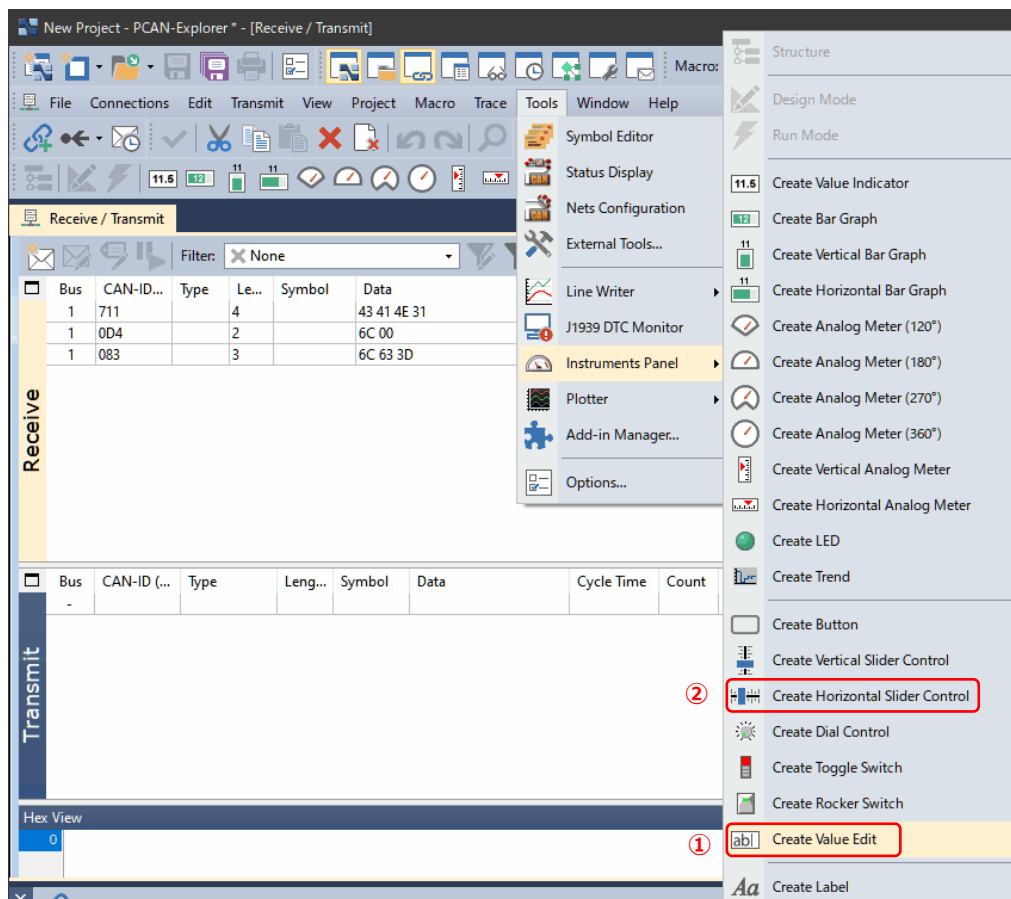 New Project - PCAN-Explorer * - [Receive / Transmit]
Macro:
File Connections Edit Transmit View Project Macro Trace Tools Window Help
11.5 12 11 11
Receive / Transmit
Filter: None
Bus CAN-ID... Type Le... Symbol Data
1 711 4 43 41 4E 31
1 0D4 2 6C 00
1 083 3 6C 63 3D
Receive
Bus CAN-ID (... Type Leng... Symbol Data Cycle Time Count
-
Transmit
Hex View
0
Symbol Editor
Status Display
Nets Configuration
External Tools...
Line Writer
J1939 DTC Monitor
Instruments Panel
Plotter
Add-in Manager...
Options...
Structure
Design Mode
Run Mode
11.5 Create Value Indicator
12 Create Bar Graph
11 Create Vertical Bar Graph
11 Create Horizontal Bar Graph
Create Analog Meter (120°)
Create Analog Meter (180°)
Create Analog Meter (270°)
Create Analog Meter (360°)
Create Vertical Analog Meter
Create Horizontal Analog Meter
Create LED
Create Trend
Create Button
Create Vertical Slider Control
② Create Horizontal Slider Control
Create Dial Control
Create Toggle Switch
Create Rocker Switch
① ab| Create Value Edit
Aa Create Label